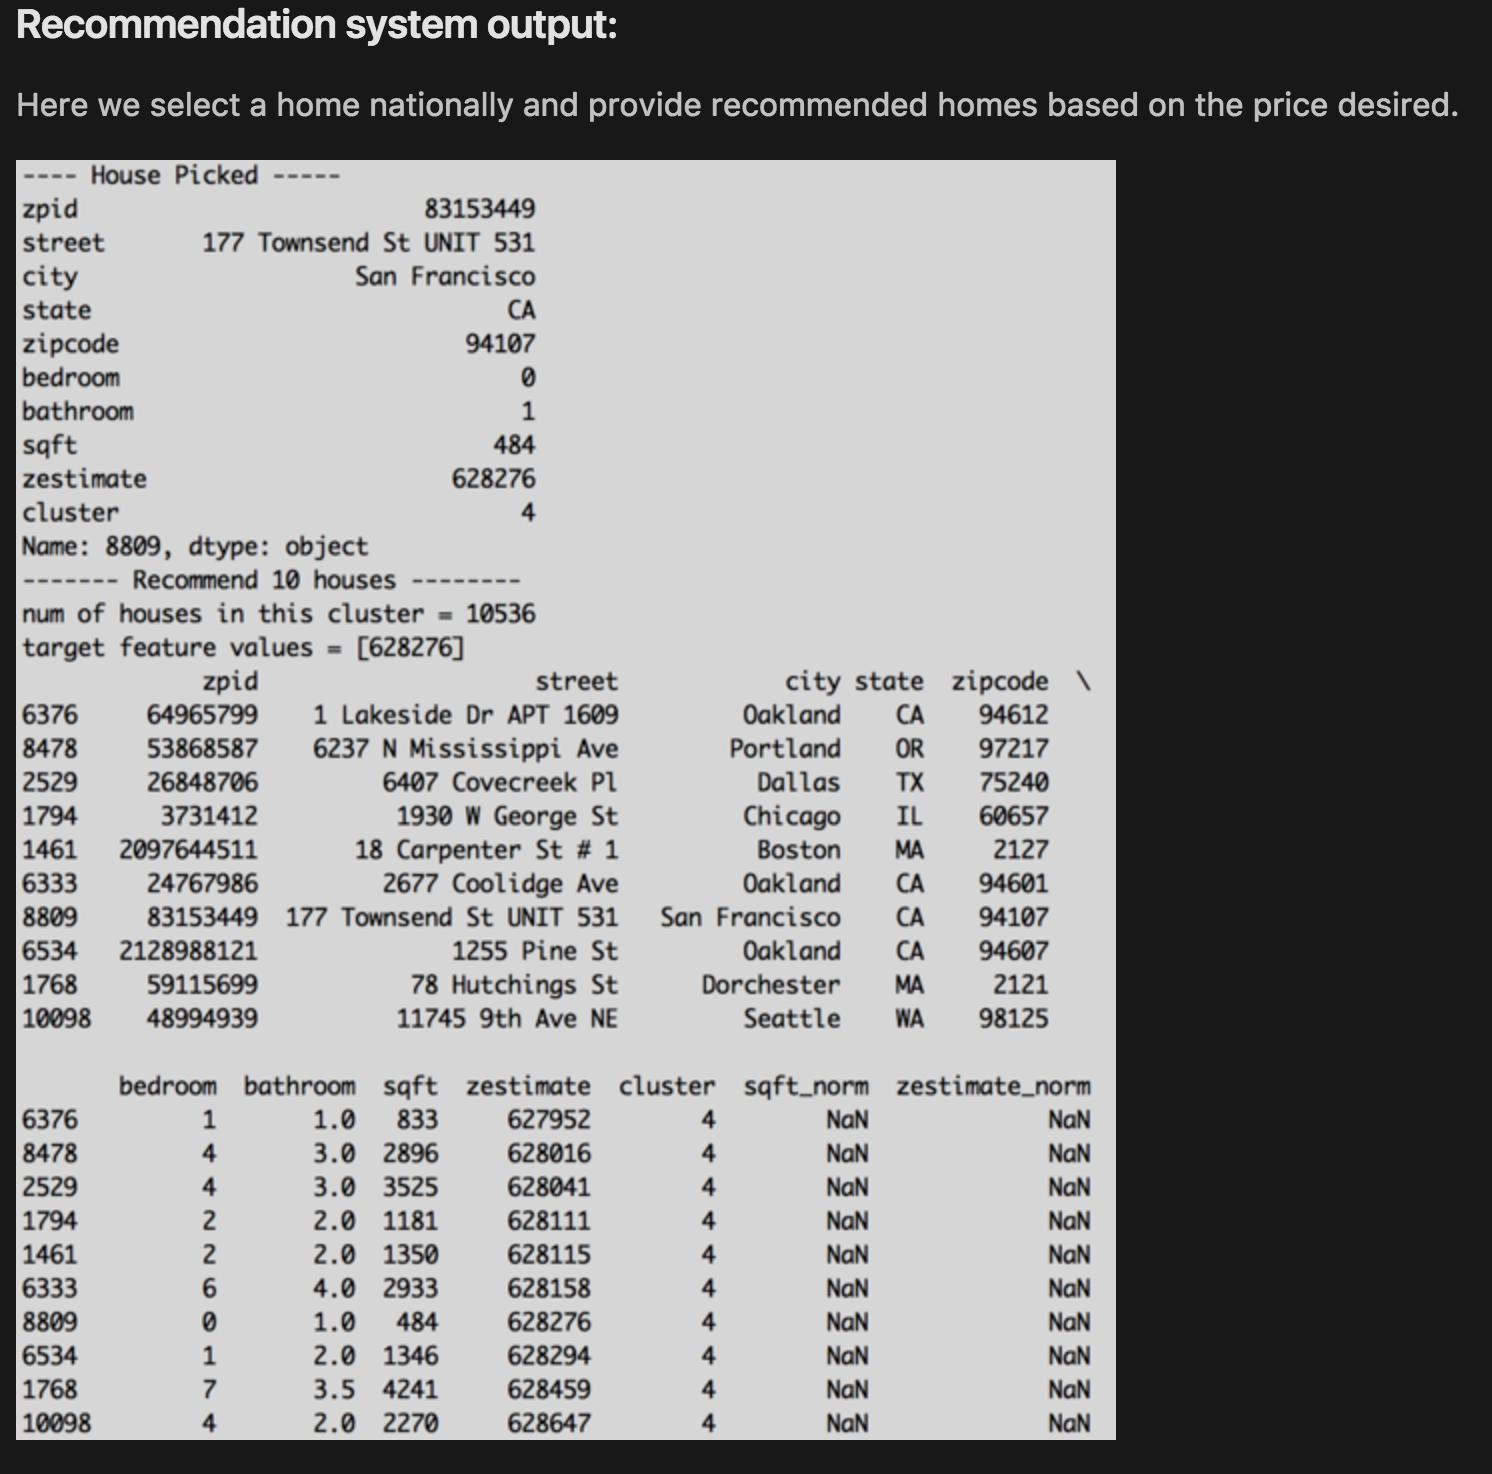 Recommendation system output:
Here we select a home nationally and provide recommended homes based on the price desired.
---- House Picked -----
zpid                         83153449
street         177 Townsend St UNIT 531
city                    San Francisco
state                              CA
zipcode                         94107
bedroom                             0
bathroom                            1
sqft                              484
zestimate                      628276
cluster                             4
Name: 8809, dtype: object
------- Recommend 10 houses --------
num of houses in this cluster = 10536
target feature values = [628276]
zpid street city state zipcode \
6376 64965799 1 Lakeside Dr APT 1609 Oakland CA 94612
8478 53868587 6237 N Mississippi Ave Portland OR 97217
2529 26848706 6407 Covecreek Pl Dallas TX 75240
1794 3731412 1930 W George St Chicago IL 60657
1461 2097644511 18 Carpenter St # 1 Boston MA 2127
6333 24767986 2677 Coolidge Ave Oakland CA 94601
8809 83153449 177 Townsend St UNIT 531 San Francisco CA 94107
6534 2128988121 1255 Pine St Oakland CA 94607
1768 59115699 78 Hutchings St Dorchester MA 2121
10098 48994939 11745 9th Ave NE Seattle WA 98125
bedroom bathroom sqft zestimate cluster sqft_norm zestimate_norm
6376 1 1.0 833 627952 4 NaN NaN
8478 4 3.0 2896 628016 4 NaN NaN
2529 4 3.0 3525 628041 4 NaN NaN
1794 2 2.0 1181 628111 4 NaN NaN
1461 2 2.0 1350 628115 4 NaN NaN
6333 6 4.0 2933 628158 4 NaN NaN
8809 0 1.0 484 628276 4 NaN NaN
6534 1 2.0 1346 628294 4 NaN NaN
1768 7 3.5 4241 628459 4 NaN NaN
10098 4 2.0 2270 628647 4 NaN NaN